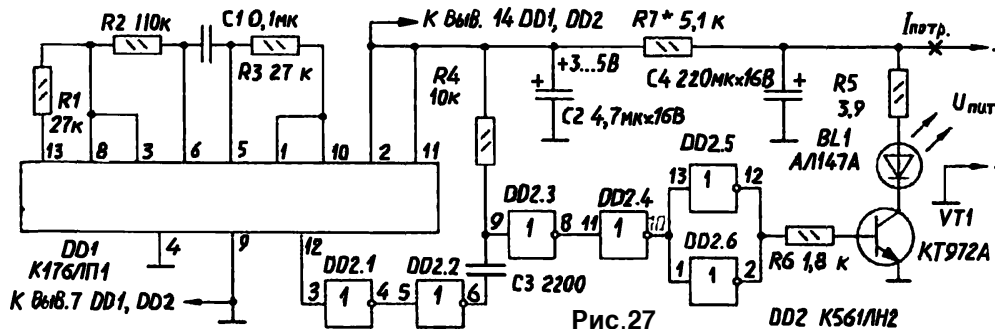 К выв. 14 DD1, DD2
R2 110к
C1 0,1мк
R3 27 к
R1 27к
R4 10к
+3...5В
C2 4,7мк×16В
R7* 5,1 к
C4 220мк×16В
Iпотр.
R5 3,9
BL1 АЛ147А
Uпит
VT1 КТ972А
13 8 3 6 5 1 10 2 11
DD1 К176ЛП1
4 9 12
К выв.7 DD1, DD2
DD2.1
3 1 4
DD2.2
5 1 6
C3 2200
DD2.3
9 1 8
DD2.4
11 1 10
DD2.5
13 1 12
DD2.6
1 1 2
R6 1,8 к
DD2 К561ЛН2
Рис.27